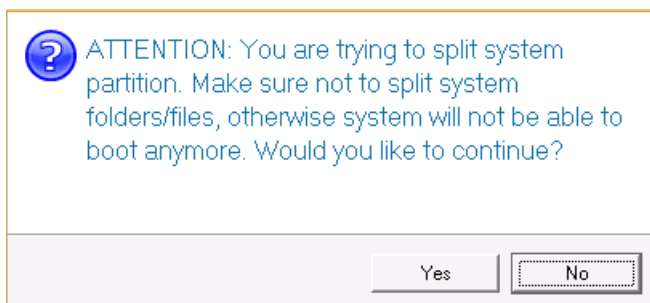 ATTENTION: You are trying to split system
partition. Make sure not to split system
folders/files, otherwise system will not be able to
boot anymore. Would you like to continue?
Yes
No